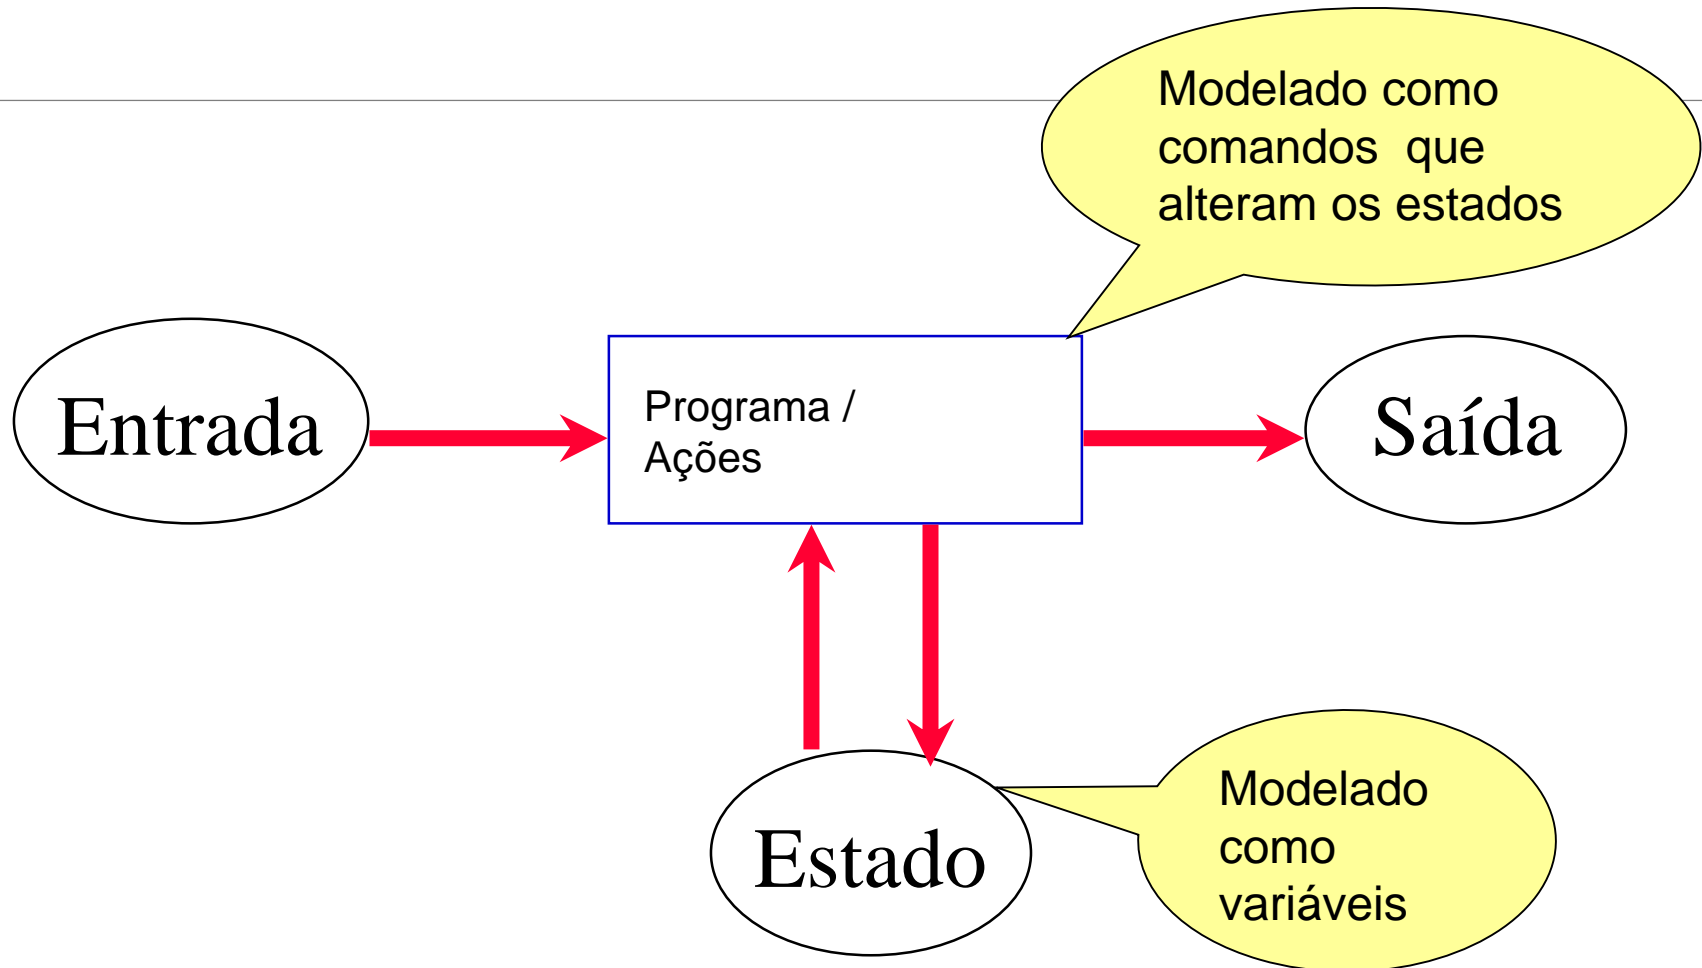 Modelado como
comandos que
alteram os estados
Entrada
Programa /
Ações
Saída
Estado
Modelado
como
variáveis